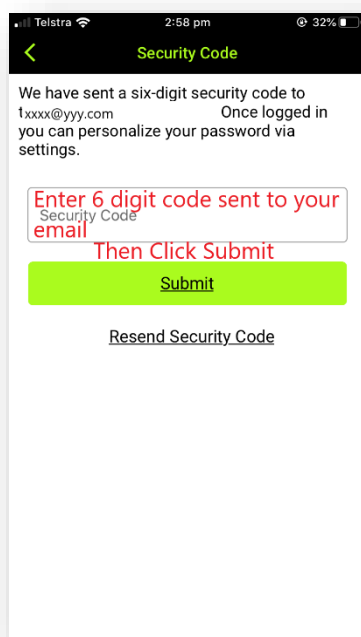 Telstra 2:58 pm 32%
Security Code
We have sent a six-digit security code to
txxxx@yyy.com Once logged in
you can personalize your password via
settings.
Enter 6 digit code sent to your
Security Code
email
Then Click Submit
Submit
Resend Security Code